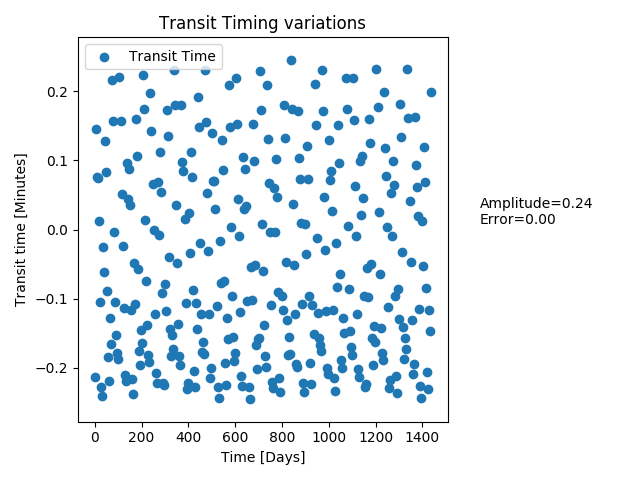 Transit Timing variations
Transit Time
Transit time [Minutes]
0.2
0.1
0.0
−0.1
−0.2
0 200 400 600 800 1000 1200 1400
Time [Days]
Amplitude=0.24
Error=0.00